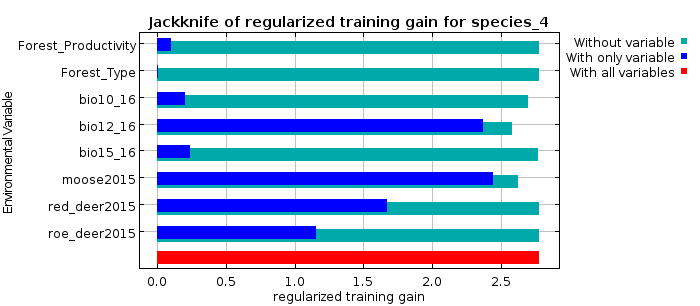 Jackknife of regularized training gain for species_4
Environmental Variable
Forest_Productivity
Forest_Type
bio10_16
bio12_16
bio15_16
moose2015
red_deer2015
roe_deer2015
0.0 0.5 1.0 1.5 2.0 2.5
regularized training gain
Without variable
With only variable
With all variables